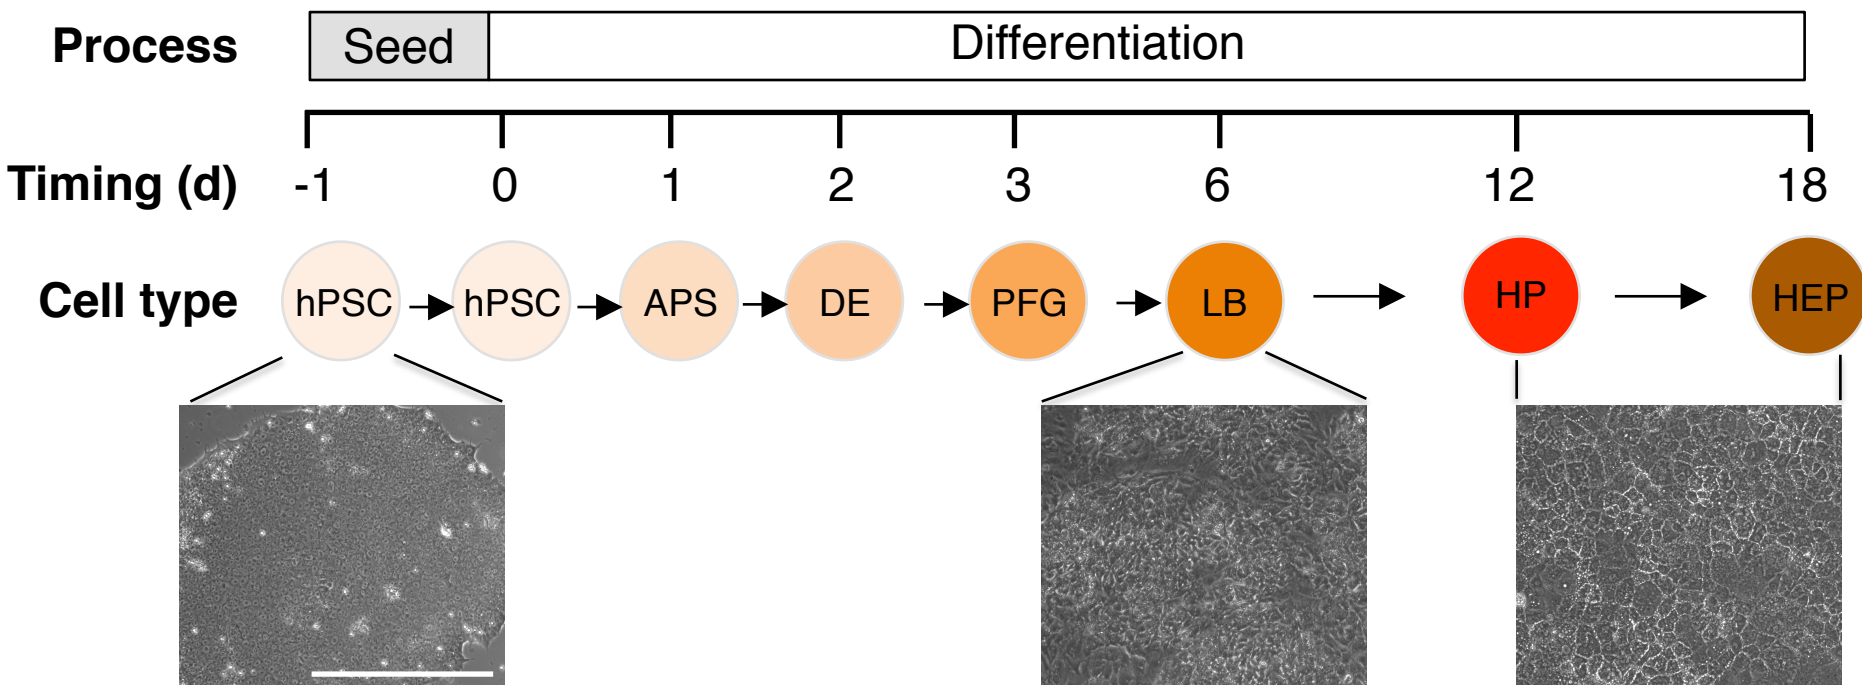 Process Seed Differentiation
Timing (d) -1 0 1 2 3 6 12 18
Cell type hPSC hPSC APS DE PFG LB HP HEP